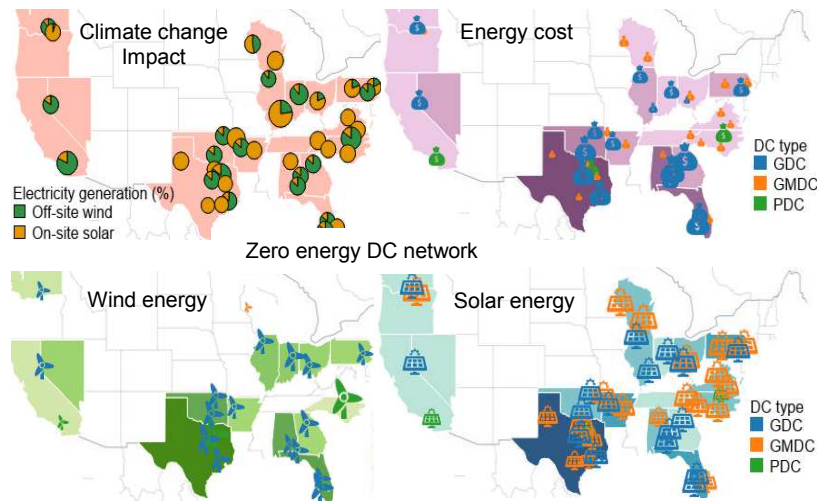 Climate change
Impact
Energy cost
Electricity generation (%)
Off-site wind
On-site solar
DC type
GDC
GMDC
PDC
Zero energy DC network
Wind energy
Solar energy
DC type
GDC
GMDC
PDC